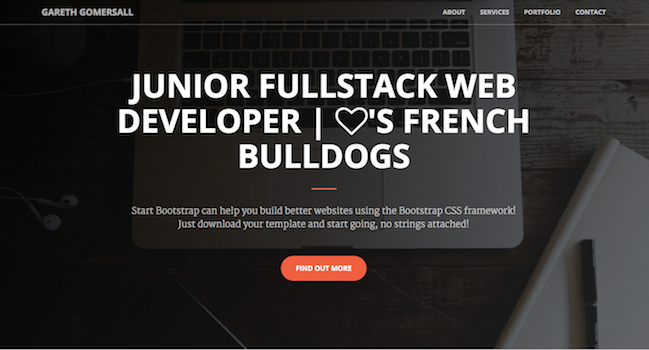 GARETH GOMERSALL
ABOUT SERVICES PORTFOLIO CONTACT
JUNIOR FULLSTACK WEB
DEVELOPER | ♡'S FRENCH
BULLDOGS
Start Bootstrap can help you build better websites using the Bootstrap CSS framework!
Just download your template and start going, no strings attached!
FIND OUT MORE